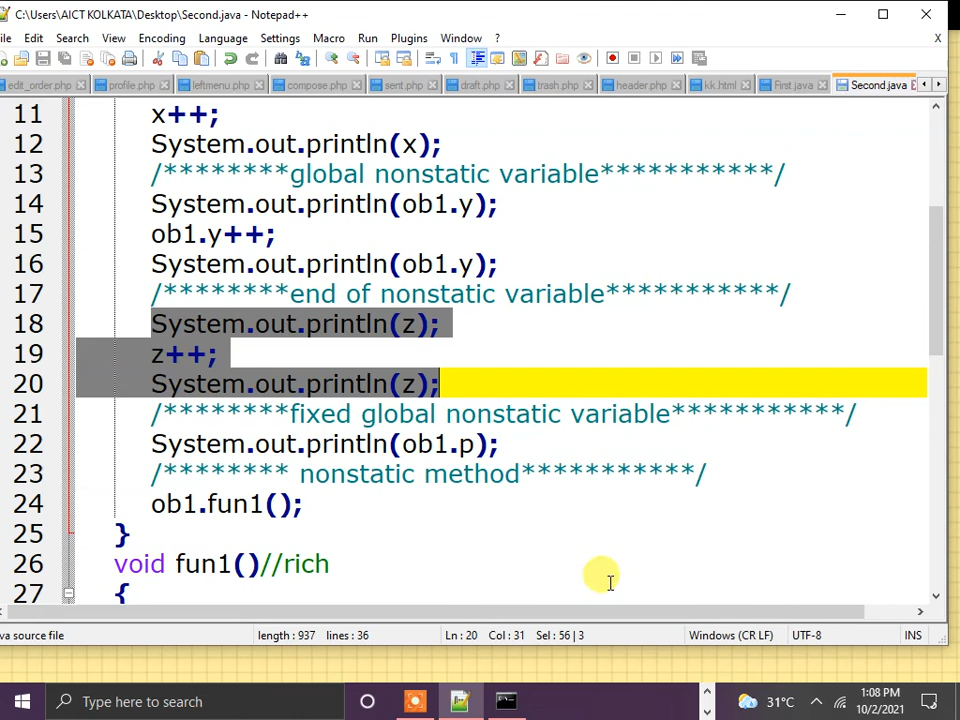 C:\Users\AICT KOLKATA\Desktop\Second.java - Notepad++
ile Edit Search View Encoding Language Settings Macro Run Plugins Window ? X
edit_order.php profile.php leftmenu.php compose.php sent.php draft.php trash.php header.php kk.html First.java Second.java
11 x++;
12 System.out.println(x);
13 /********global nonstatic variable***********/
14 System.out.println(ob1.y);
15 ob1.y++;
16 System.out.println(ob1.y);
17 /********end of nonstatic variable***********/
18 System.out.println(z);
19 z++;
20 System.out.println(z);
21 /********fixed global nonstatic variable***********/
22 System.out.println(ob1.p);
23 /******** nonstatic method***********/
24 ob1.fun1();
25 }
26 void fun1()//rich
27 {
va source file length : 937 lines : 36 Ln : 20 Col : 31 Sel : 56 | 3 Windows (CR LF) UTF-8 INS
Type here to search 31°C 1:08 PM
10/2/2021